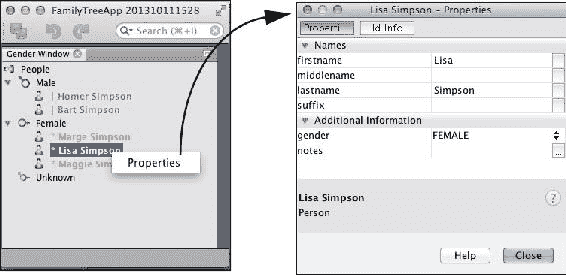 FamilyTreeApp 201310111528
Search (⌘+I)
Gender Window
People
Male
| Homer Simpson
| Bart Simpson
Female
* Marge Simpson
* Lisa Simpson
* Maggie Simpson
Unknown
Properties
Lisa Simpson - Properties
Properti... Id Info
Names
firstname Lisa
middlename
lastname Simpson
suffix
Additional Information
gender FEMALE
notes ...
Lisa Simpson
Person
?
Help Close